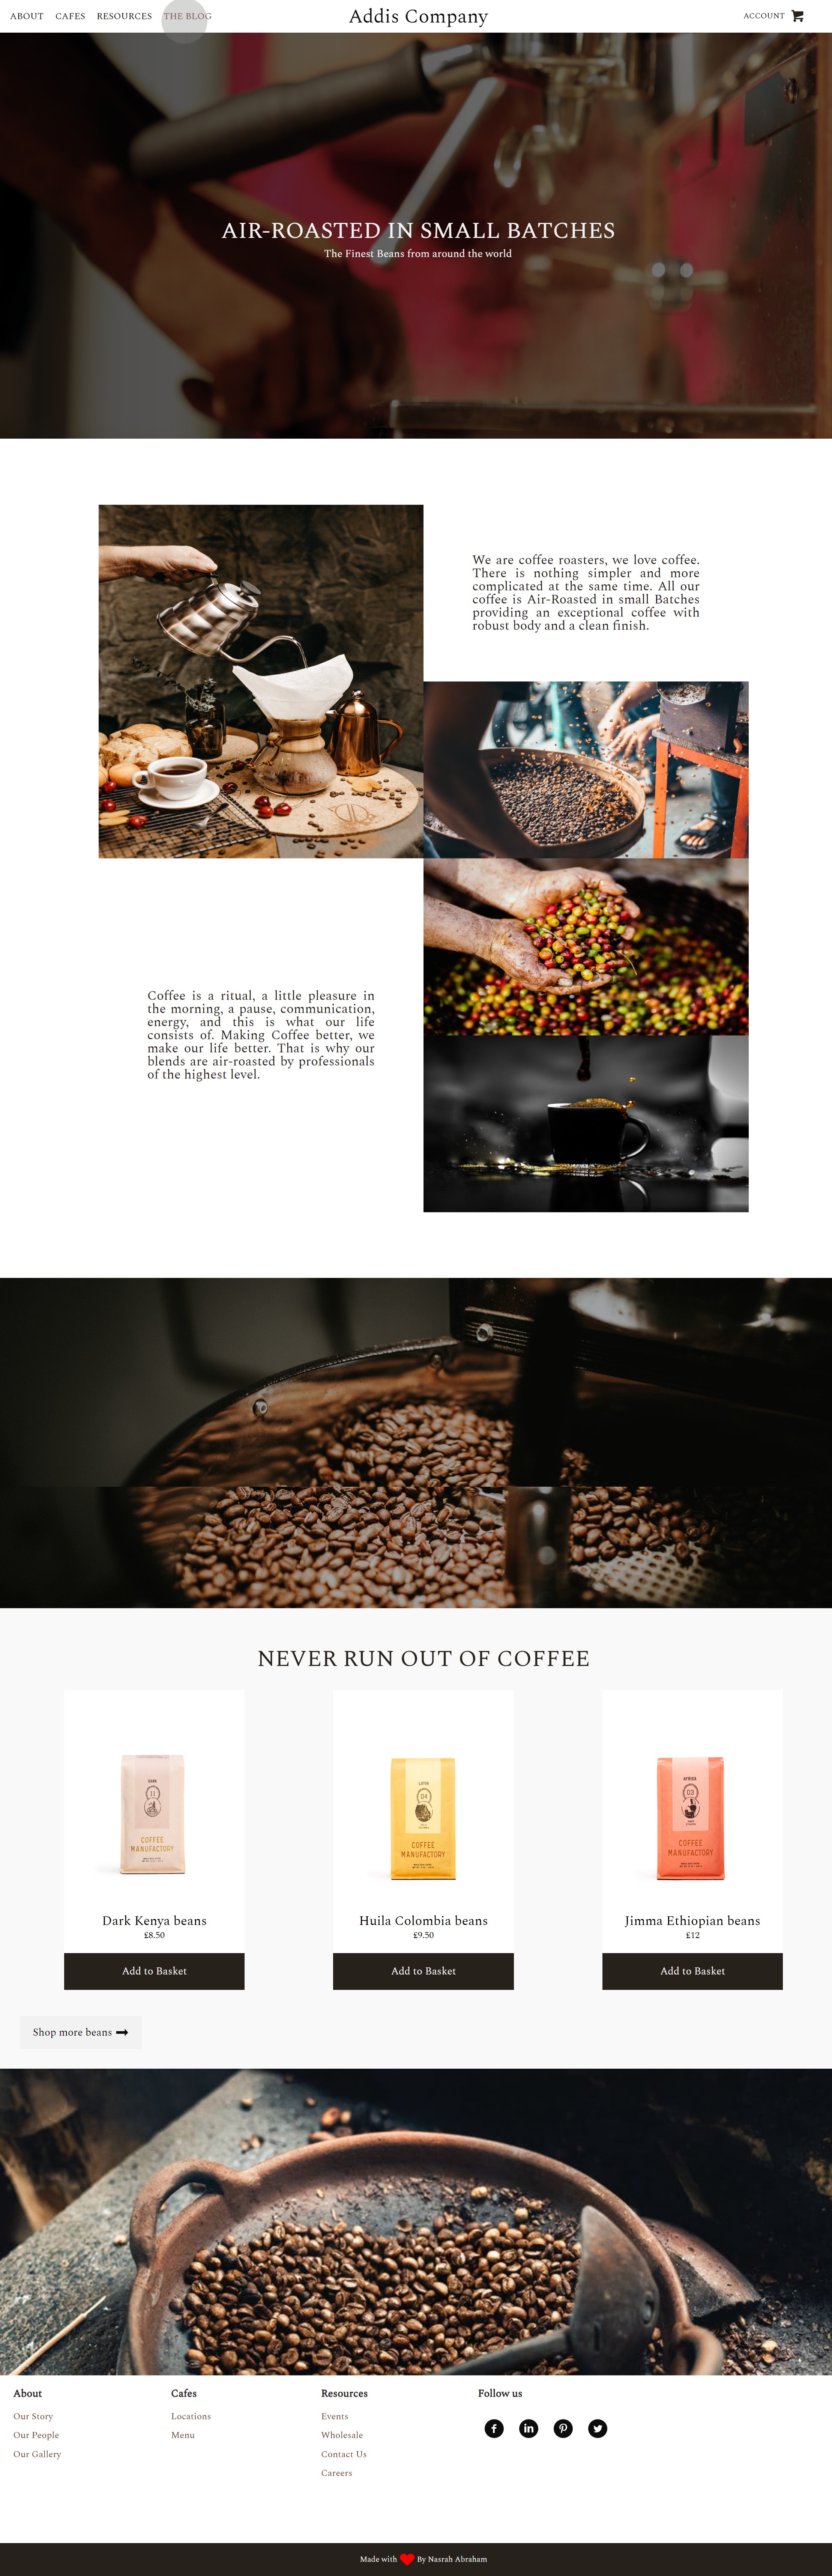 ABOUT CAFES RESOURCES THE BLOG Addis Company ACCOUNT
AIR-ROASTED IN SMALL BATCHES
The Finest Beans from around the world
We are coffee roasters, we love coffee.
There is nothing simpler and more
complicated at the same time. All our
coffee is Air-Roasted in small Batches
providing an exceptional coffee with
robust body and a clean finish.
Coffee is a ritual, a little pleasure in
the morning, a pause, communication,
energy, and this is what our life
consists of. Making Coffee better, we
make our life better. That is why our
blends are air-roasted by professionals
of the highest level.
NEVER RUN OUT OF COFFEE
DARK
11
COFFEE
MANUFACTORY
LATIN
04
COFFEE
MANUFACTORY
AFRICA
03
COFFEE
MANUFACTORY
Dark Kenya beans
£8.50
Add to Basket
Huila Colombia beans
£9.50
Add to Basket
Jimma Ethiopian beans
£12
Add to Basket
Shop more beans
About
Our Story
Our People
Our Gallery
Cafes
Locations
Menu
Resources
Events
Wholesale
Contact Us
Careers
Follow us
Made with By Nasrah Abraham